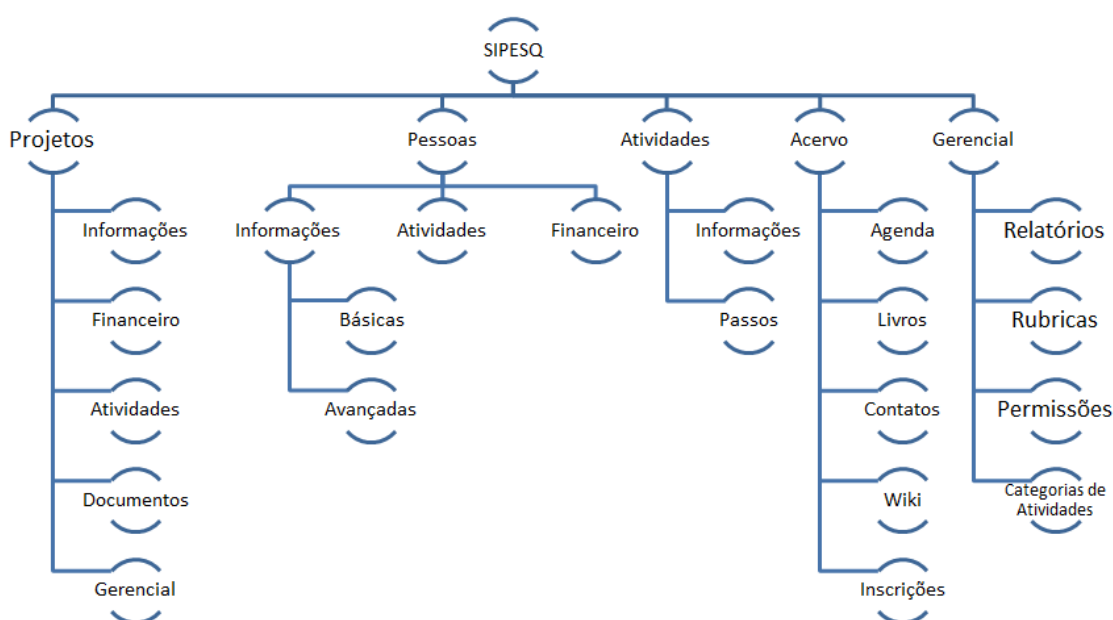 SIPESQ
Projetos
Pessoas
Atividades
Acervo
Gerencial
Informações
Informações
Atividades
Financeiro
Informações
Agenda
Relatórios
Financeiro
Básicas
Passos
Livros
Rubricas
Atividades
Avançadas
Contatos
Permissões
Documentos
Wiki
Categorias de
Atividades
Gerencial
Inscrições